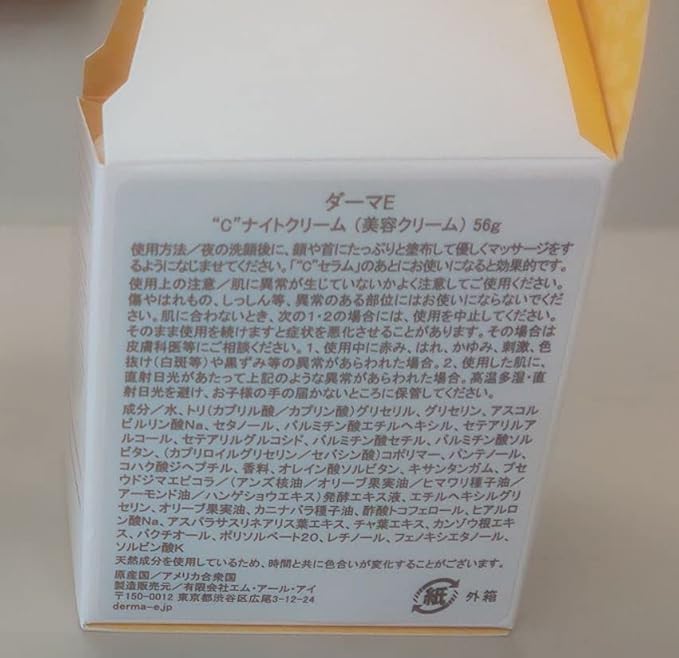 ダーマE
“C”ナイトクリーム（美容クリーム）56g
使用方法／夜の洗顔後に、顔や首にたっぷりと塗布して優しくマッサージをす
るようになじませてください。「“C”セラム」のあとにお使いになると効果的です。
使用上の注意／肌に異常が生じていないかよく注意してご使用ください。
傷やはれもの、しっしん等、異常のある部位にはお使いにならないでくだ
さい。肌に合わないとき、次の1・2の場合には、使用を中止してください。
そのまま使用を続けますと症状を悪化させることがあります。その場合は
皮膚科医等にご相談ください。1、使用中に赤み、はれ、かゆみ、刺激、色
抜け（白斑等）や黒ずみ等の異常があらわれた場合。2、使用した肌に、
直射日光があたって上記のような異常があらわれた場合。高温多湿・直
射日光を避け、お子様の手の届かないところに保管してください。
成分／水、トリ（カプリル酸／カプリン酸）グリセリル、グリセリン、アスコル
ビルリン酸Na、セタノール、パルミチン酸エチルヘキシル、セテアリルア
ルコール、セテアリルグルコシド、パルミチン酸セチル、パルミチン酸ソル
ビタン、（カプリロイルグリセリン／セバシン酸）コポリマー、パンテノール、
コハク酸ジヘプチル、香料、オレイン酸ソルビタン、キサンタンガム、プセ
ウドジマエピコラ／（アンズ核油／オリーブ果実油／ヒマワリ種子油／
アーモンド油／ハンゲショウエキス）発酵エキス液、エチルヘキシルグリ
セリン、オリーブ果実油、カニナバラ種子油、酢酸トコフェロール、ヒアルロ
ン酸Na、アスパラサスリネアリス葉エキス、チャ葉エキス、カンゾウ根エキ
ス、バクチオール、ポリソルベート20、レチノール、フェノキシエタノール、
ソルビン酸K
天然成分を使用しているため、時間と共に色合いが変化することがございます。
原産国／アメリカ合衆国
製造販売元／有限会社エム・アール・アイ
〒150-0012 東京都渋谷区広尾3-12-24
derma-e.jp
紙 外箱